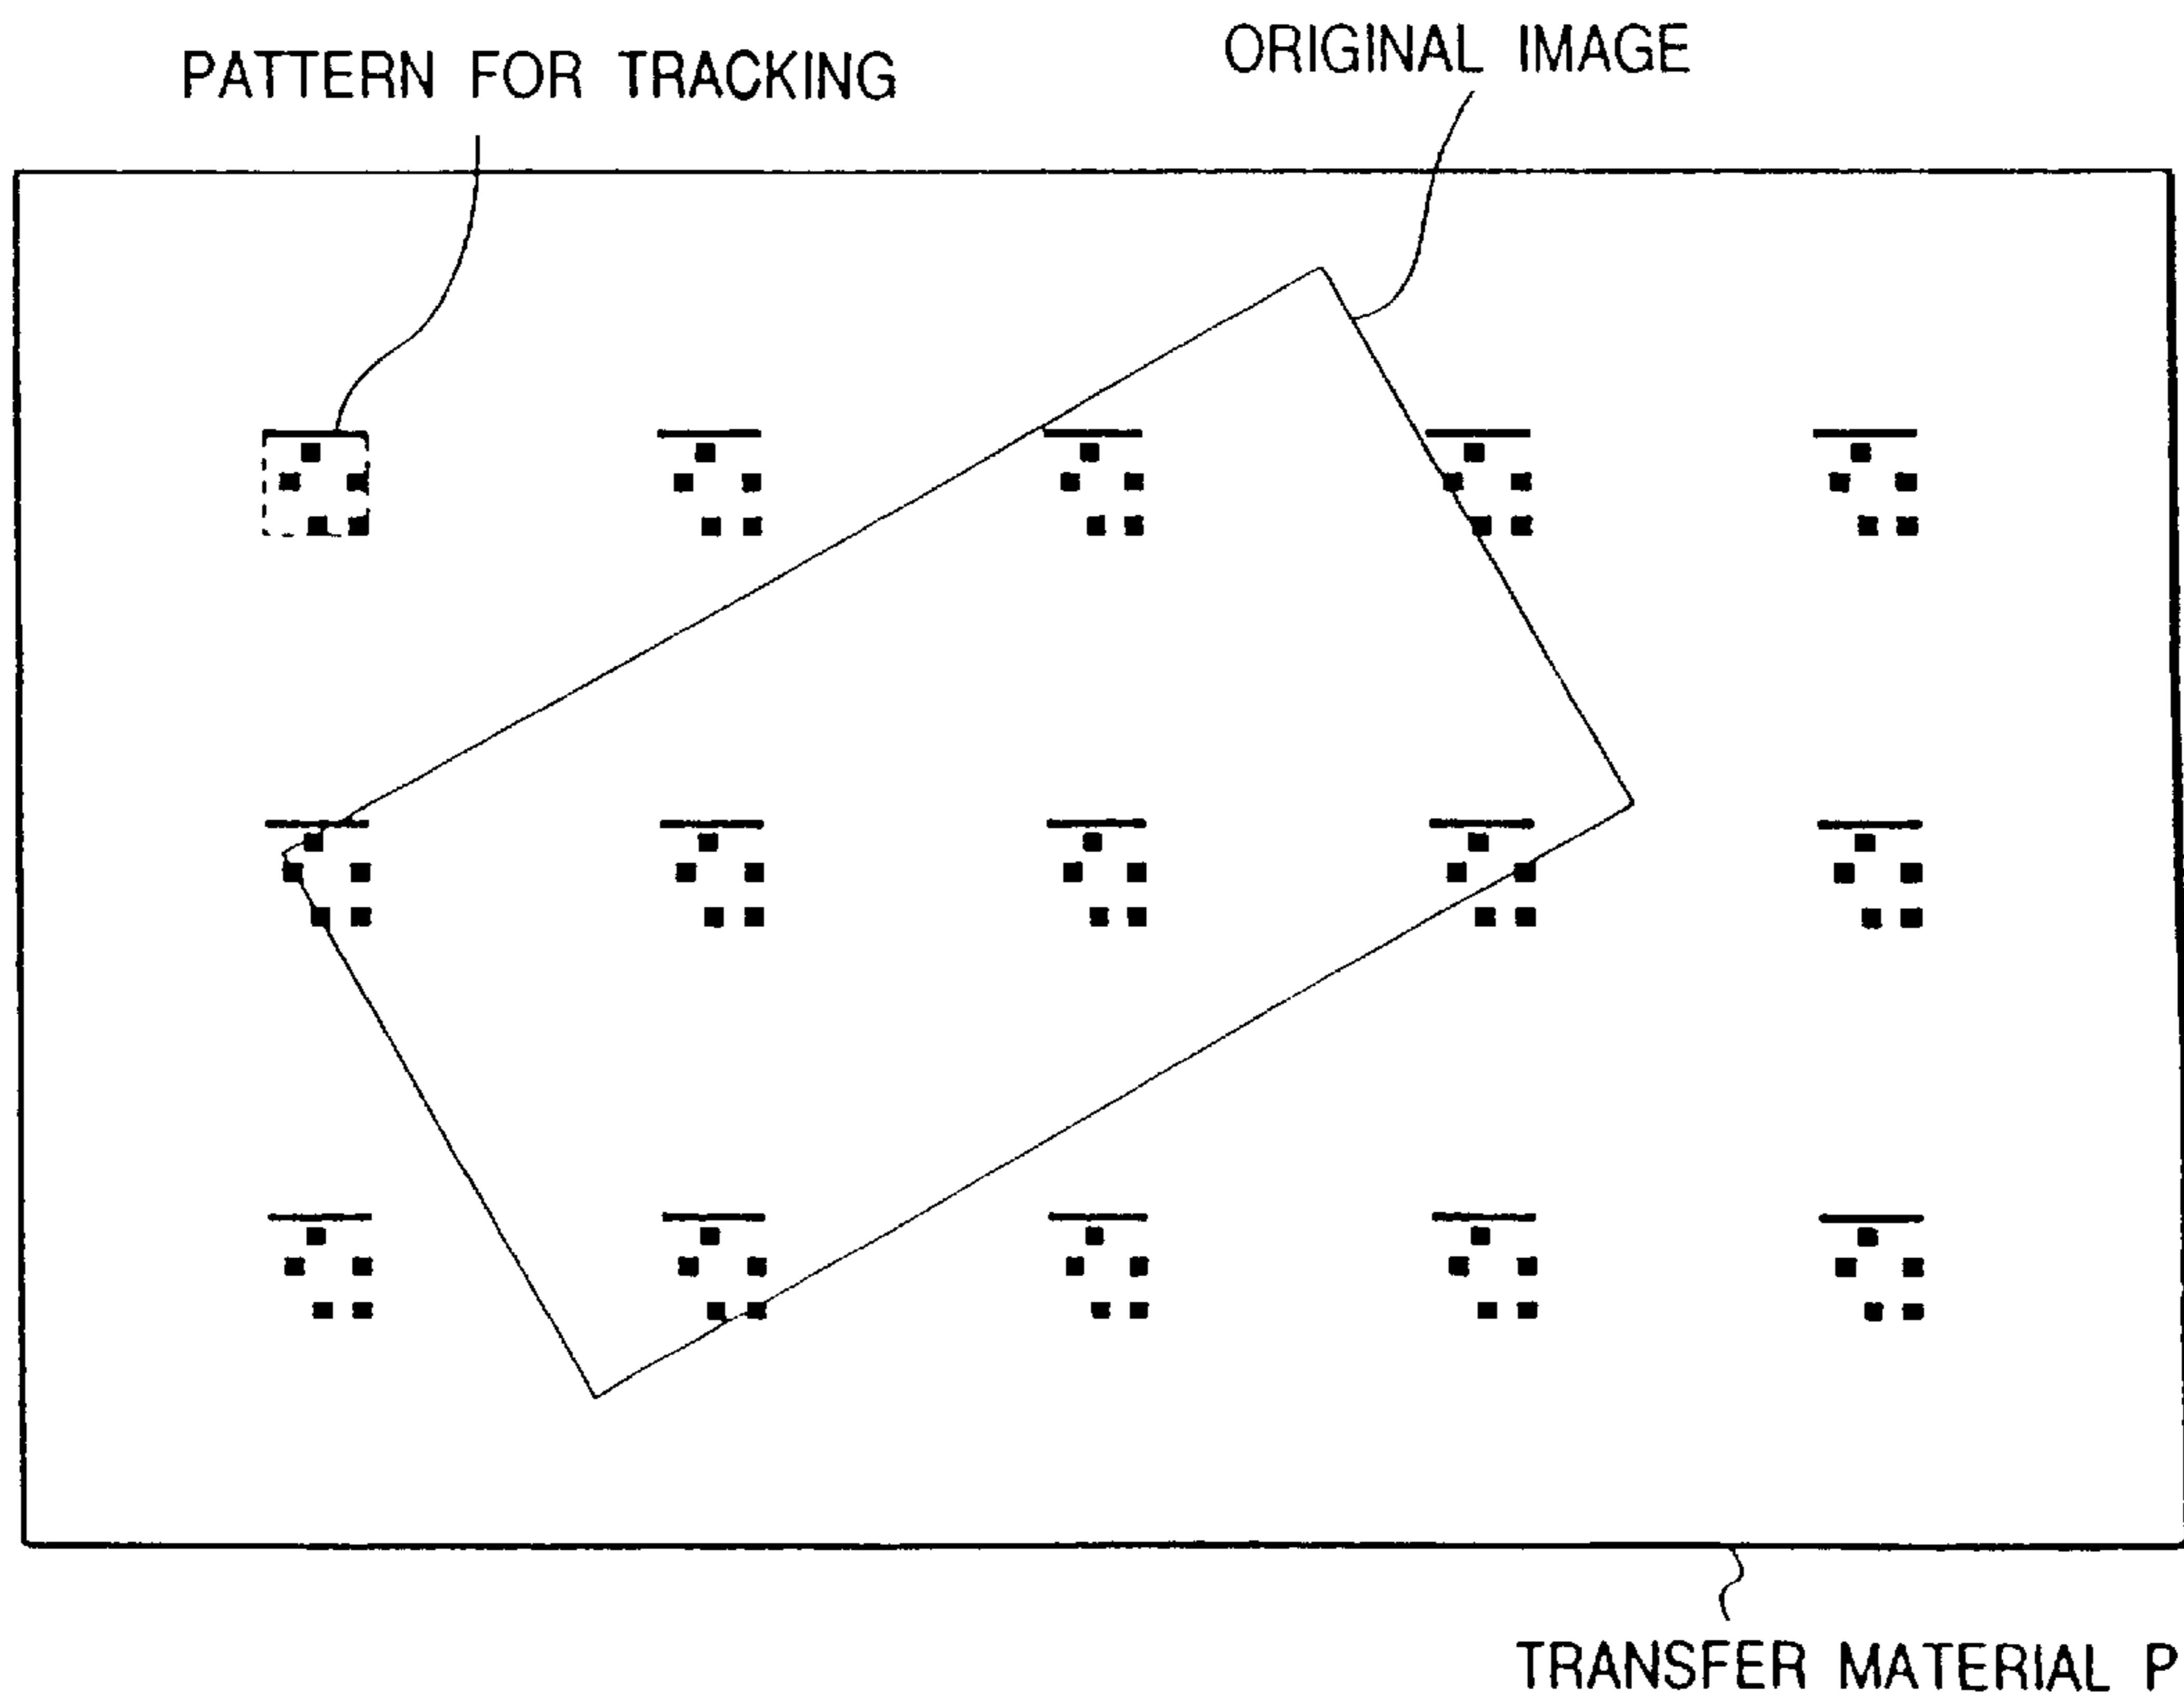 PATTERN FOR TRACKING
ORIGINAL IMAGE
TRANSFER MATERIAL P